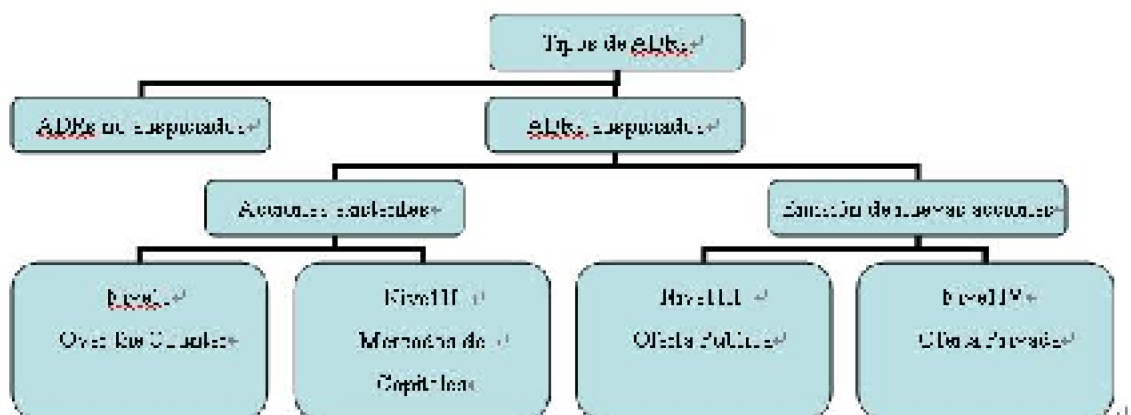 Tipos de ADRs
ADRs no auspiciados
ADRs auspiciados
Acciones existentes
Emisión de nuevas acciones
Nivel I
Over the Counter
Nivel II
Mercados de
Capitales
Nivel III
Oferta Pública
Nivel IV
Oferta Privada